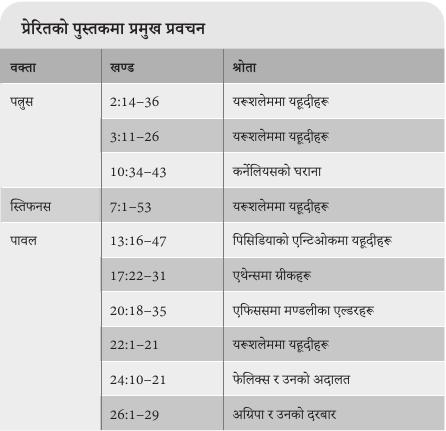 प्रेरितको पुस्तकमा प्रमुख प्रवचन
वक्ता खण्ड श्रोता
पत्रुस 2:14–36 यरूशलेममा यहूदीहरू
3:11–26 यरूशलेममा यहूदीहरू
10:34–43 कर्नेलियसको घराना
स्तिफनस 7:1–53 यरूशलेममा यहूदीहरू
पावल 13:16–47 पिसिडियाको एन्टिओकमा यहूदीहरू
17:22–31 एथेन्समा ग्रीकहरू
20:18–35 एफिससमा मण्डलीका एल्डरहरू
22:1–21 यरूशलेममा यहूदीहरू
24:10–21 फेलिक्स र उनको अदालत
26:1–29 अग्रिपा र उनको दरबार